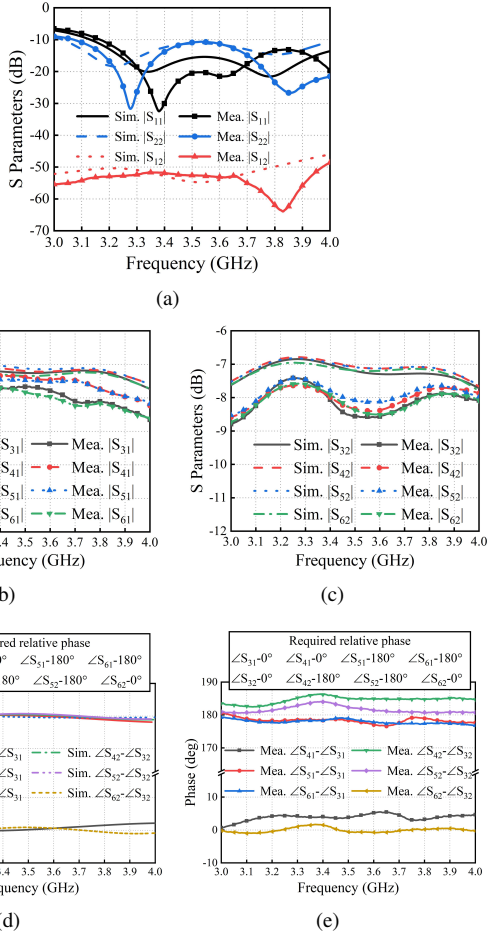 0
-10
-20
-30
-40
-50
-60
-70
S Parameters (dB)
Sim. |S11| Mea. |S11|
Sim. |S22| Mea. |S22|
Sim. |S12| Mea. |S12|
3.0 3.1 3.2 3.3 3.4 3.5 3.6 3.7 3.8 3.9 4.0
Frequency (GHz)
(a)
S31| Mea. |S31|
S41| Mea. |S41|
S51| Mea. |S51|
S61| Mea. |S61|
3.4 3.5 3.6 3.7 3.8 3.9 4.0
quency (GHz)
b)
-6
-7
-8
-9
-10
-11
-12
S Parameters (dB)
Sim. |S32| Mea. |S32|
Sim. |S42| Mea. |S42|
Sim. |S52| Mea. |S52|
Sim. |S62| Mea. |S62|
3.0 3.1 3.2 3.3 3.4 3.5 3.6 3.7 3.8 3.9 4.0
Frequency (GHz)
(c)
red relative phase
0° ∠S51-180° ∠S61-180°
80° ∠S52-180° ∠S62-0°
∠S31 Sim. ∠S42-∠S32
∠S31 Sim. ∠S52-∠S32
∠S31 Sim. ∠S62-∠S32
3.4 3.5 3.6 3.7 3.8 3.9 4.0
quency (GHz)
(d)
Required relative phase
∠S31-0° ∠S41-0° ∠S51-180° ∠S61-180°
∠S32-0° ∠S42-180° ∠S52-180° ∠S62-0°
190
180
170
10
0
-10
Phase (deg)
Mea. ∠S41-∠S31 Mea. ∠S42-∠S32
Mea. ∠S51-∠S31 Mea. ∠S52-∠S32
Mea. ∠S61-∠S31 Mea. ∠S62-∠S32
3.0 3.1 3.2 3.3 3.4 3.5 3.6 3.7 3.8 3.9 4.0
Frequency (GHz)
(e)